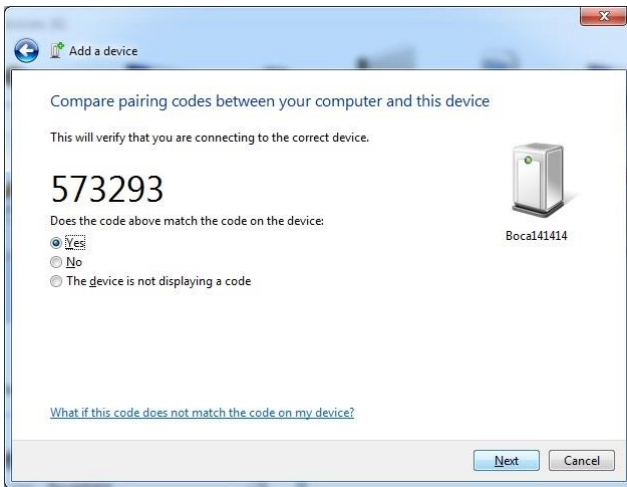 Add a device
Compare pairing codes between your computer and this device
This will verify that you are connecting to the correct device.
573293
Does the code above match the code on the device:
Yes
No
The device is not displaying a code
Boca141414
What if this code does not match the code on my device?
Next Cancel